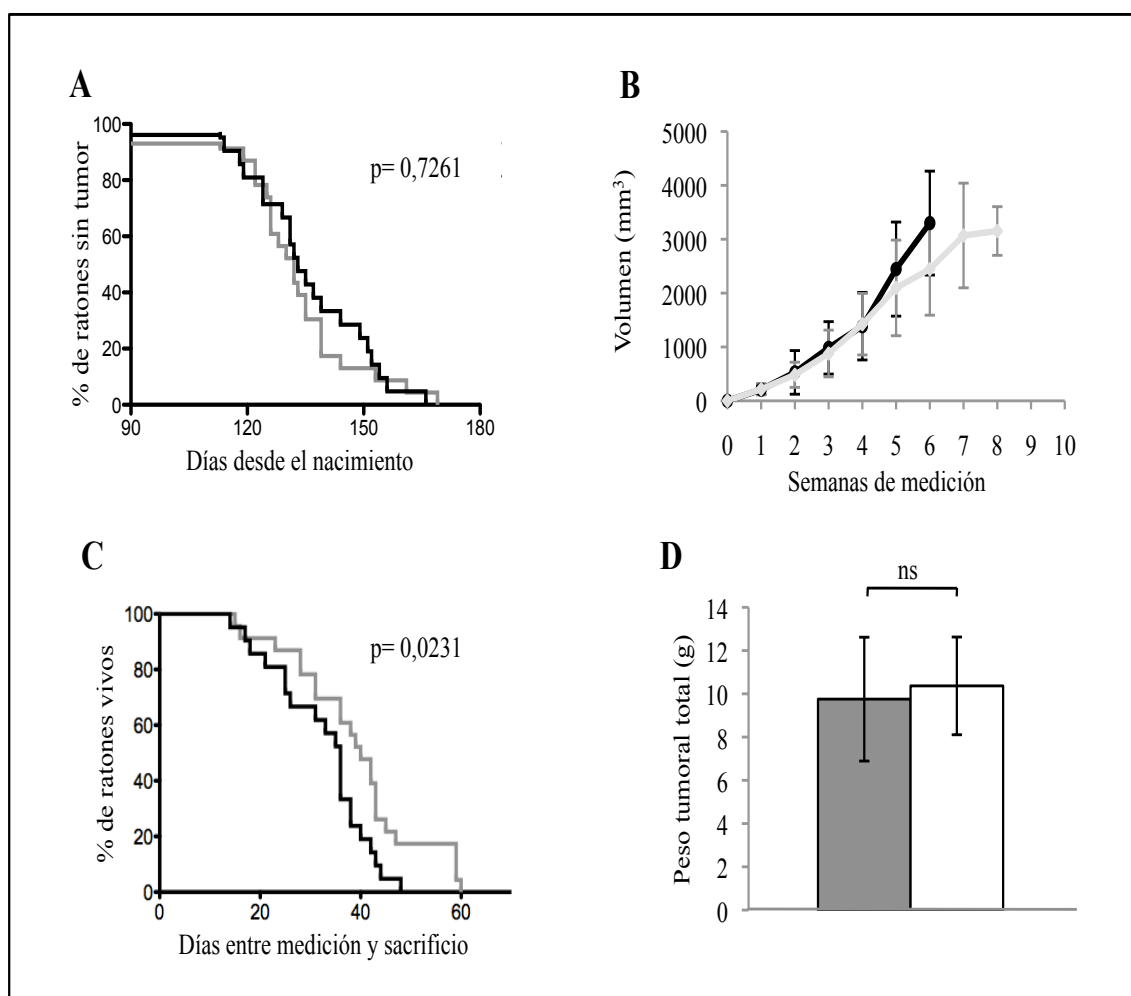 A
100
80
60
40
20
0
% de ratones sin tumor
p= 0,7261
90 120 150 180
Días desde el nacimiento
B
5000
4000
3000
2000
1000
0
Volumen (mm³)
0 1 2 3 4 5 6 7 8 9 10
Semanas de medición
C
100
80
60
40
20
0
% de ratones vivos
p= 0,0231
0 20 40 60
Días entre medición y sacrificio
D
ns
14
12
10
8
6
4
2
0
Peso tumoral total (g)